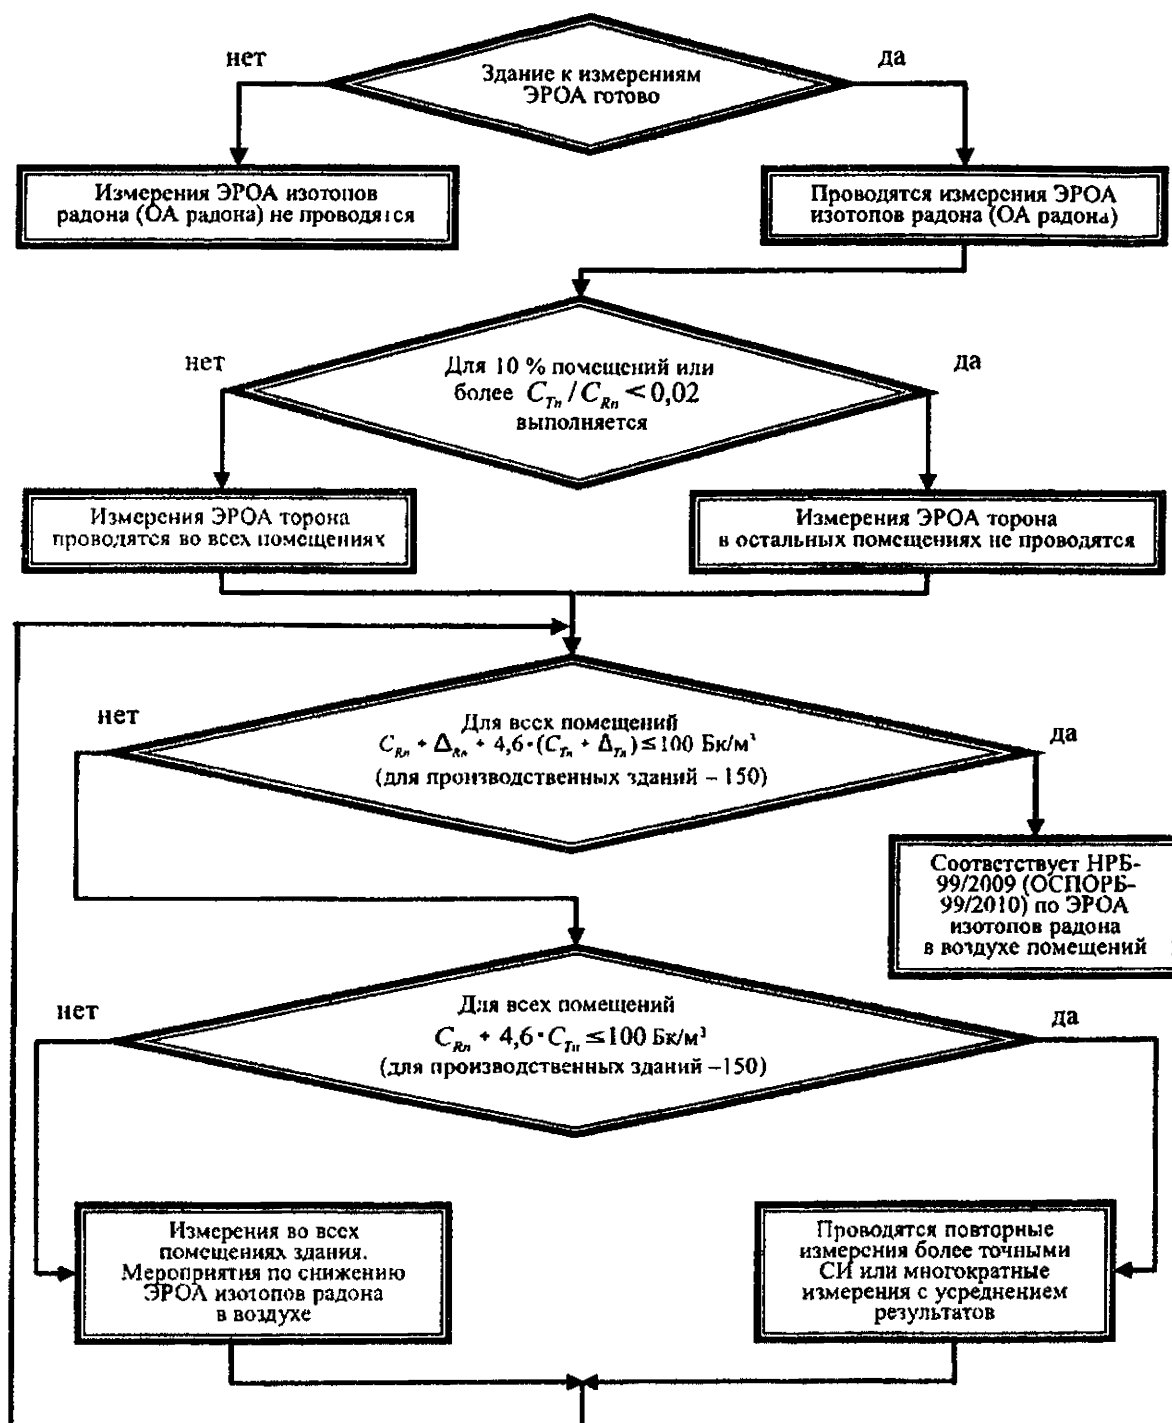 нет
да
Здание к измерениям
ЭРОА готово
Измерения ЭРОА изотопов
радона (ОА радона) не проводятся
Проводятся измерения ЭРОА
изотопов радона (ОА радона)
нет
да
Для 10 % помещений или
более C_Tn / C_Rn < 0,02
выполняется
Измерения ЭРОА торона
проводятся во всех помещениях
Измерения ЭРОА торона
в остальных помещениях не проводятся
нет
да
Для всех помещений
C_Rn + Δ_Rn + 4,6·(C_Tn + Δ_Tn) ≤ 100 Бк/м³
(для производственных зданий – 150)
Соответствует НРБ-
99/2009 (ОСПОРБ-
99/2010) по ЭРОА
изотопов радона
в воздухе помещений
нет
да
Для всех помещений
C_Rn + 4,6·C_Tn ≤ 100 Бк/м³
(для производственных зданий –150)
Измерения во всех
помещениях здания.
Мероприятия по снижению
ЭРОА изотопов радона
в воздухе
Проводятся повторные
измерения более точными
СИ или многократные
измерения с усреднением
результатов